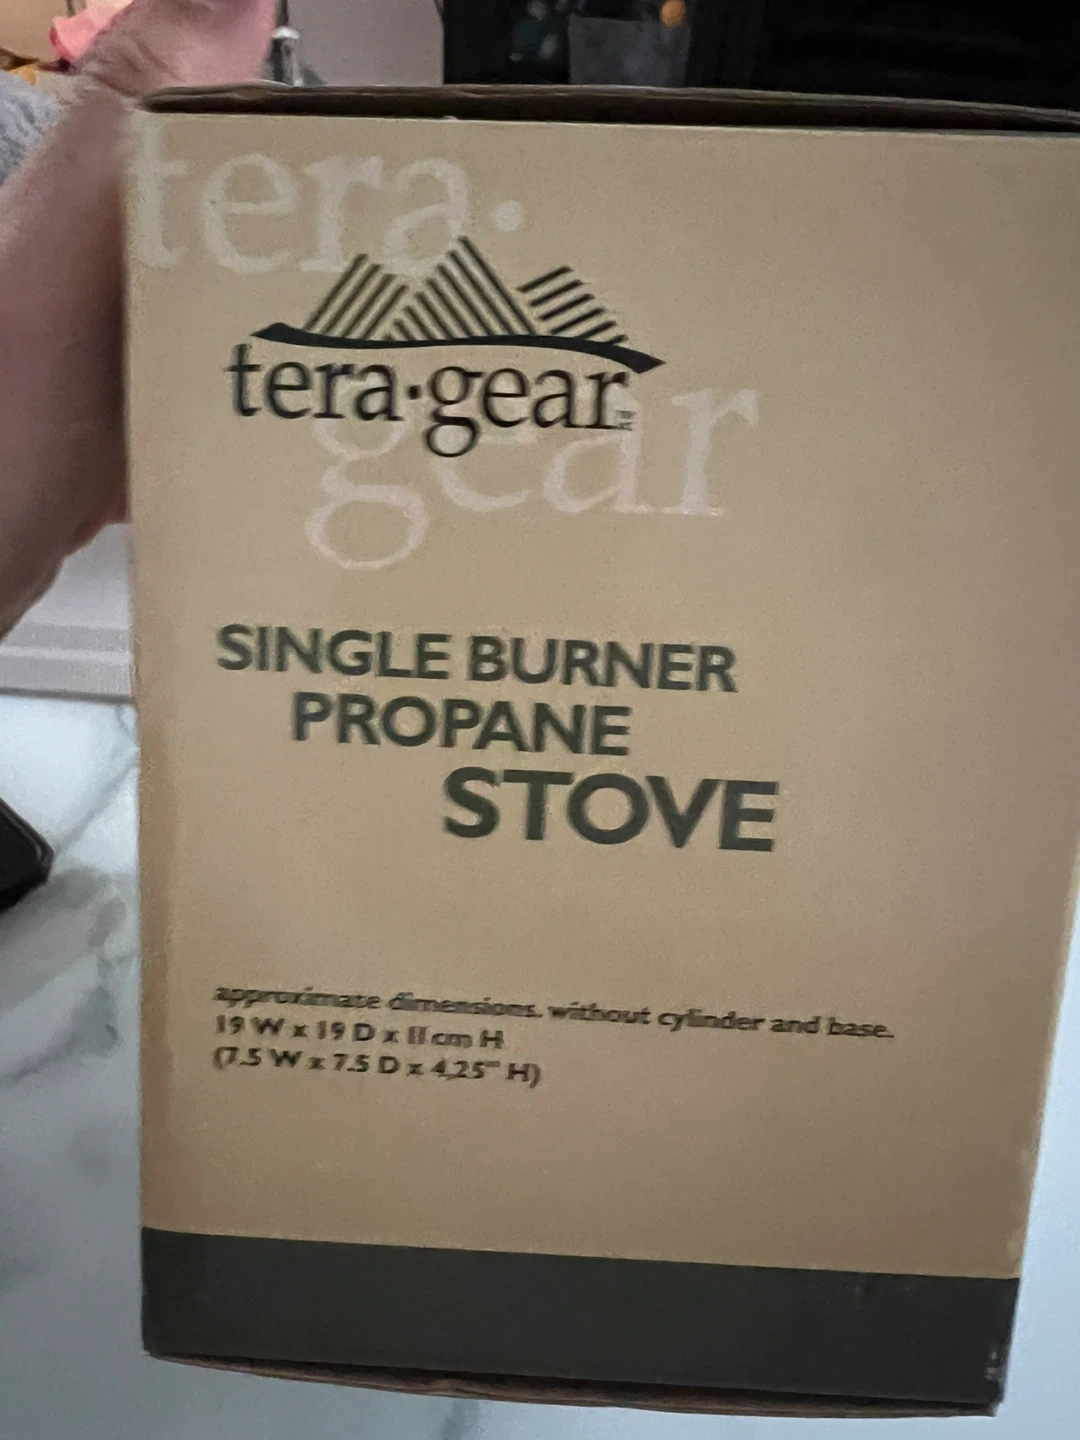 tera·
tera·gear™
gear
SINGLE BURNER
PROPANE
STOVE
approximate dimensions, without cylinder and base.
19 W x 19 D x 11 cm H
(7.5 W x 7.5 D x 4.25" H)